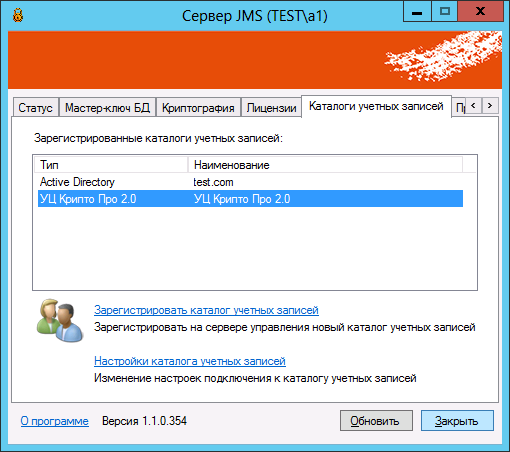 Сервер JMS (TEST\a1)
Статус Мастер-ключ БД Криптография Лицензии Каталоги учетных записей
Зарегистрированные каталоги учетных записей:
Тип Наименование
Active Directory test.com
УЦ Крипто Про 2.0 УЦ Крипто Про 2.0
Зарегистрировать каталог учетных записей
Зарегистрировать на сервере управления новый каталог учетных записей
Настройки каталога учетных записей
Изменение настроек подключения к каталогу учетных записей
О программе Версия 1.1.0.354 Обновить Закрыть